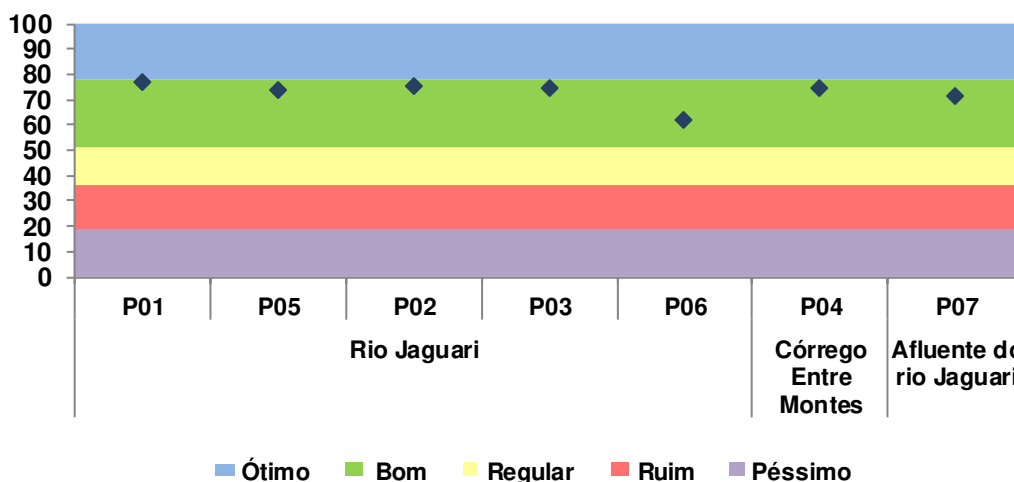 100
90
80
70
60
50
40
30
20
10
0
P01 P05 P02 P03 P06 P04 P07
Rio Jaguari
Córrego
Entre
Montes
Afluente do
rio Jaguari
Ótimo Bom Regular Ruim Péssimo